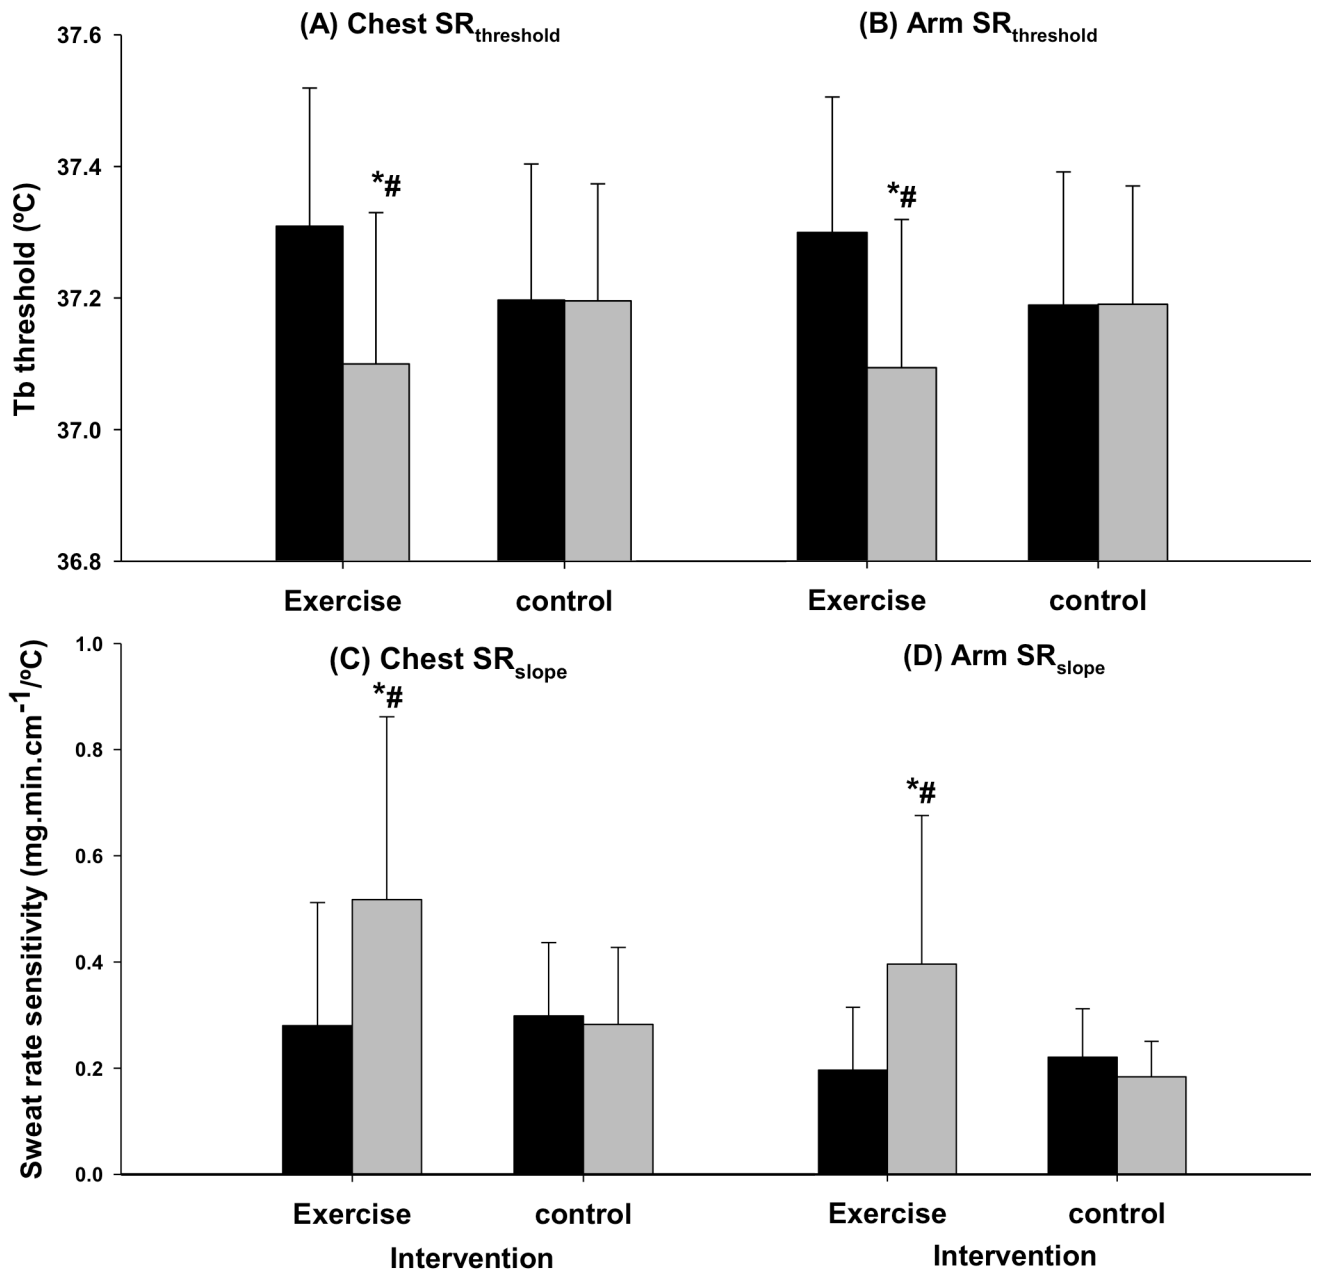 (A) Chest SRthreshold
(B) Arm SRthreshold
Tb threshold (ºC)
37.6
37.4
37.2
37.0
36.8
*#
*#
Exercise
control
Exercise
control
(C) Chest SRslope
(D) Arm SRslope
Sweat rate sensitivity (mg.min.cm-1/ºC)
1.0
0.8
0.6
0.4
0.2
0.0
*#
*#
Exercise
control
Exercise
control
Intervention
Intervention